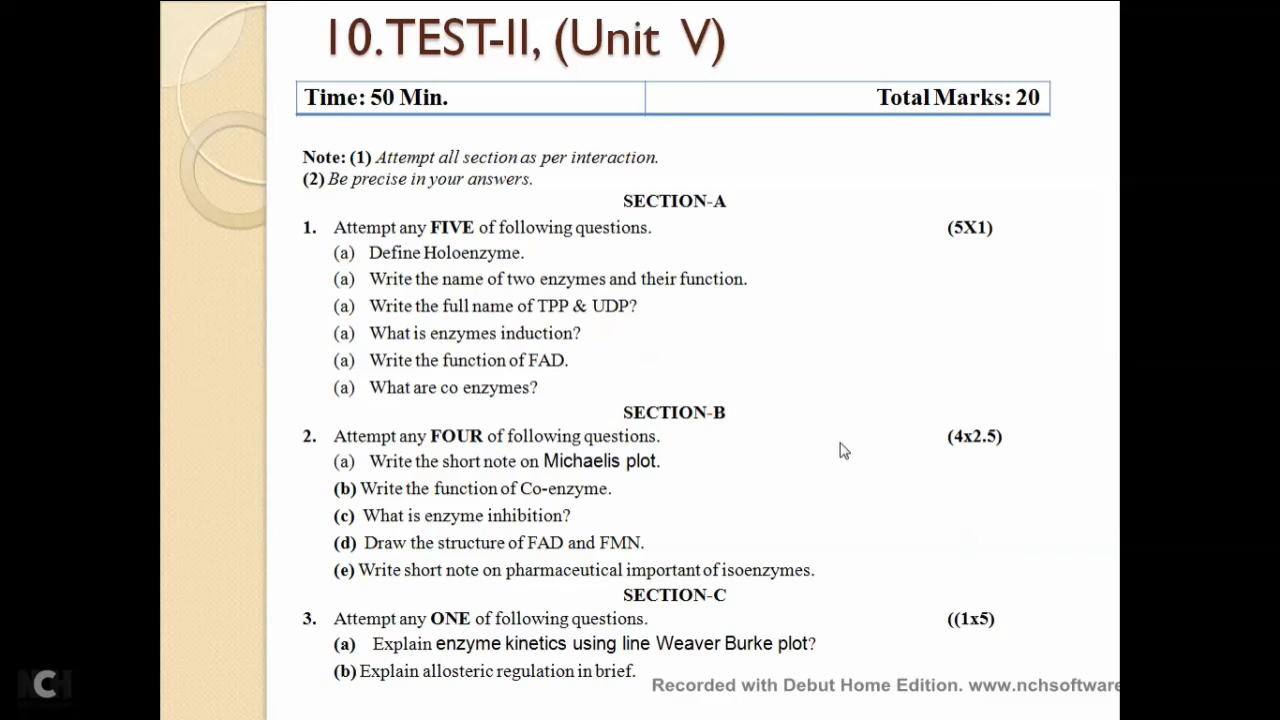 10.TEST-II, (Unit V)
Time: 50 Min. Total Marks: 20
Note: (1) Attempt all section as per interaction.
(2) Be precise in your answers.
SECTION-A
1. Attempt any FIVE of following questions. (5X1)
(a) Define Holoenzyme.
(a) Write the name of two enzymes and their function.
(a) Write the full name of TPP & UDP?
(a) What is enzymes induction?
(a) Write the function of FAD.
(a) What are co enzymes?
SECTION-B
2. Attempt any FOUR of following questions. (4x2.5)
(a) Write the short note on Michaelis plot.
(b) Write the function of Co-enzyme.
(c) What is enzyme inhibition?
(d) Draw the structure of FAD and FMN.
(e) Write short note on pharmaceutical important of isoenzymes.
SECTION-C
3. Attempt any ONE of following questions. ((1x5)
(a) Explain enzyme kinetics using line Weaver Burke plot?
(b) Explain allosteric regulation in brief.
Recorded with Debut Home Edition. www.nchsoftware
NCH